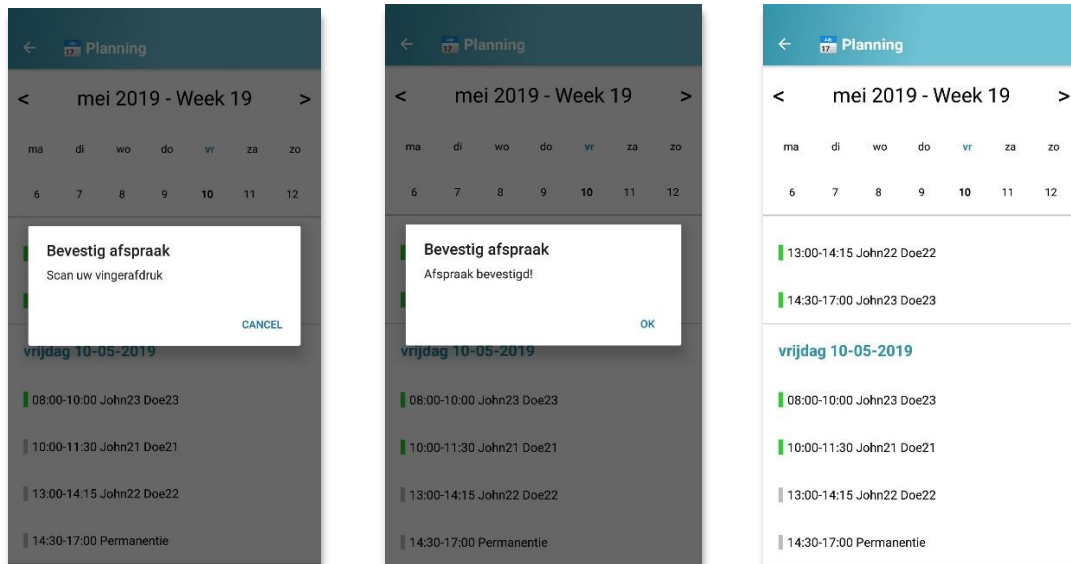 Planning
< mei 2019 - Week 19 >
ma di wo do vr za zo
6 7 8 9 10 11 12
Bevestig afspraak
Scan uw vingerafdruk
CANCEL
vrijdag 10-05-2019
08:00-10:00 John23 Doe23
10:00-11:30 John21 Doe21
13:00-14:15 John22 Doe22
14:30-17:00 Permanentie
Planning
< mei 2019 - Week 19 >
ma di wo do vr za zo
6 7 8 9 10 11 12
Bevestig afspraak
Afspraak bevestigd!
OK
vrijdag 10-05-2019
08:00-10:00 John23 Doe23
10:00-11:30 John21 Doe21
13:00-14:15 John22 Doe22
14:30-17:00 Permanentie
Planning
< mei 2019 - Week 19 >
ma di wo do vr za zo
6 7 8 9 10 11 12
13:00-14:15 John22 Doe22
14:30-17:00 John23 Doe23
vrijdag 10-05-2019
08:00-10:00 John23 Doe23
10:00-11:30 John21 Doe21
13:00-14:15 John22 Doe22
14:30-17:00 Permanentie